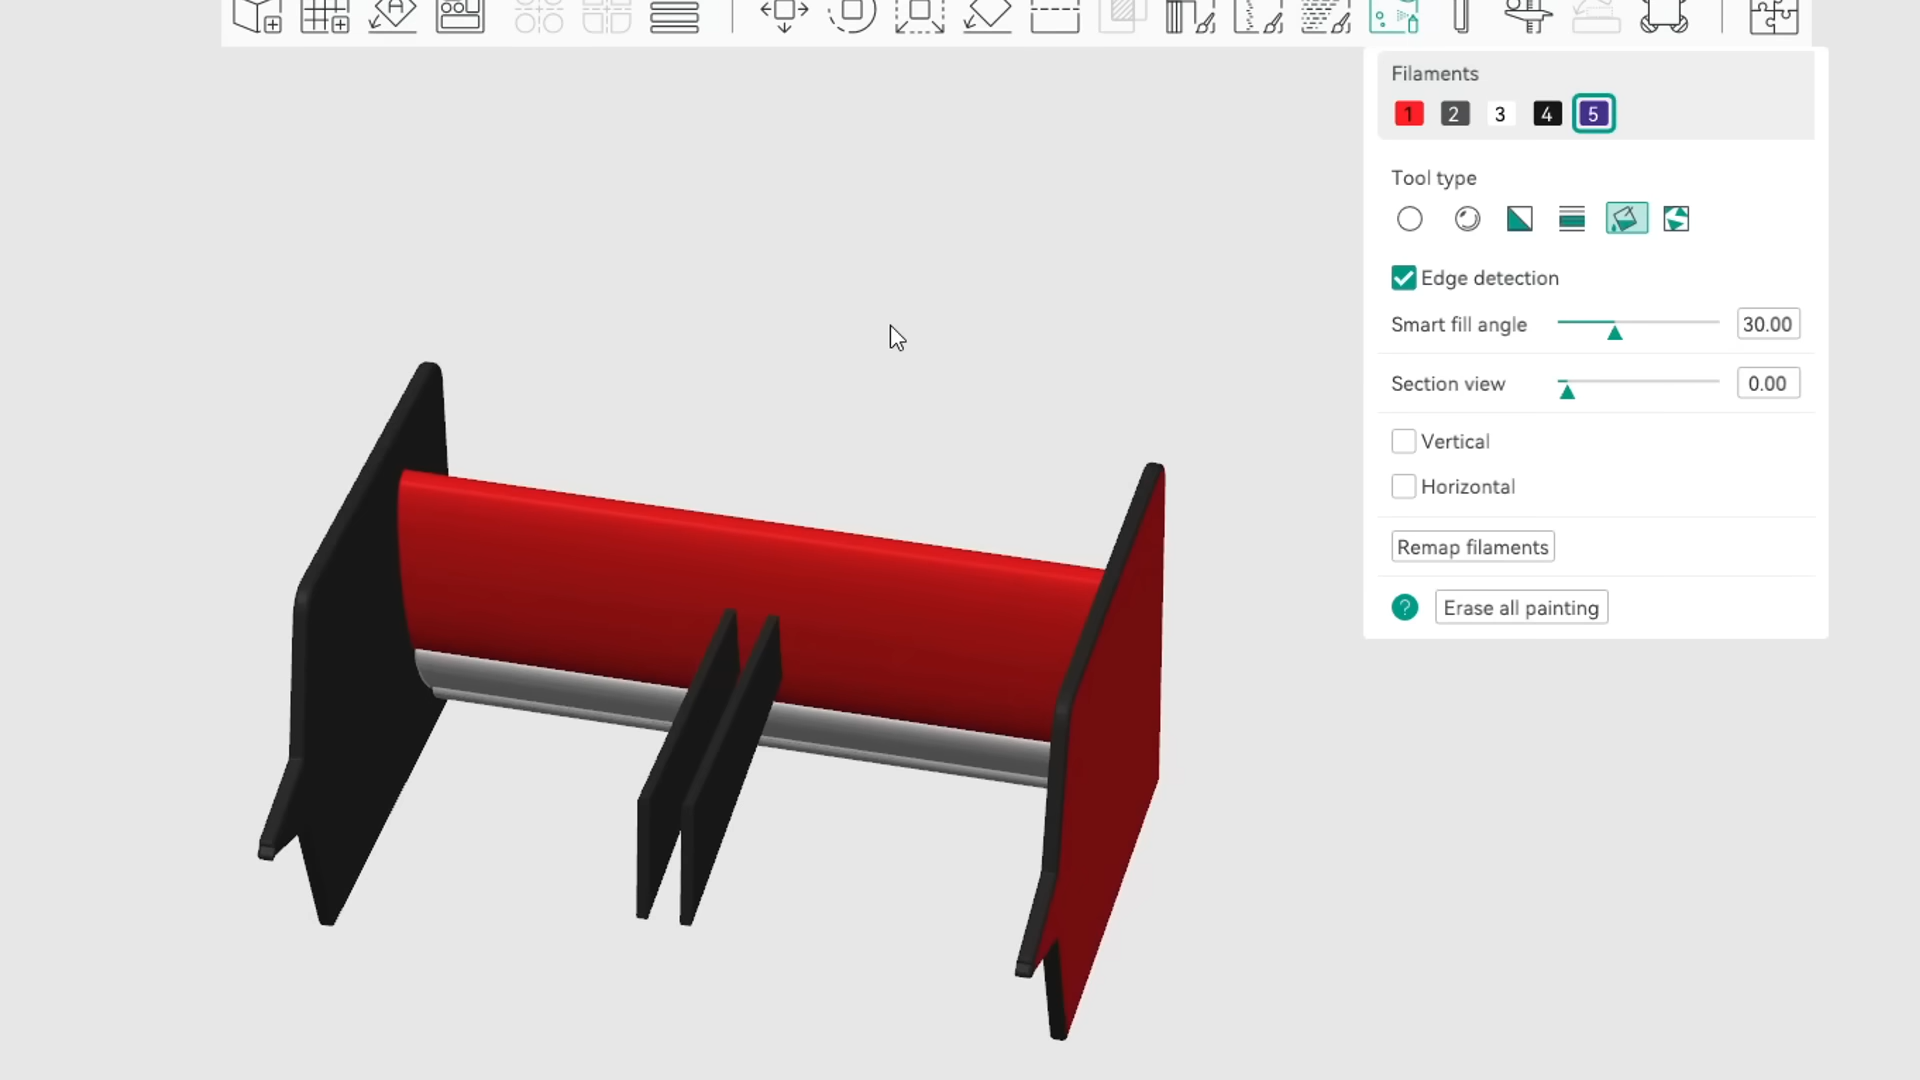 Filaments
1 2 3 4 5
Tool type
Edge detection
Smart fill angle 30.00
Section view 0.00
Vertical
Horizontal
Remap filaments
? Erase all painting